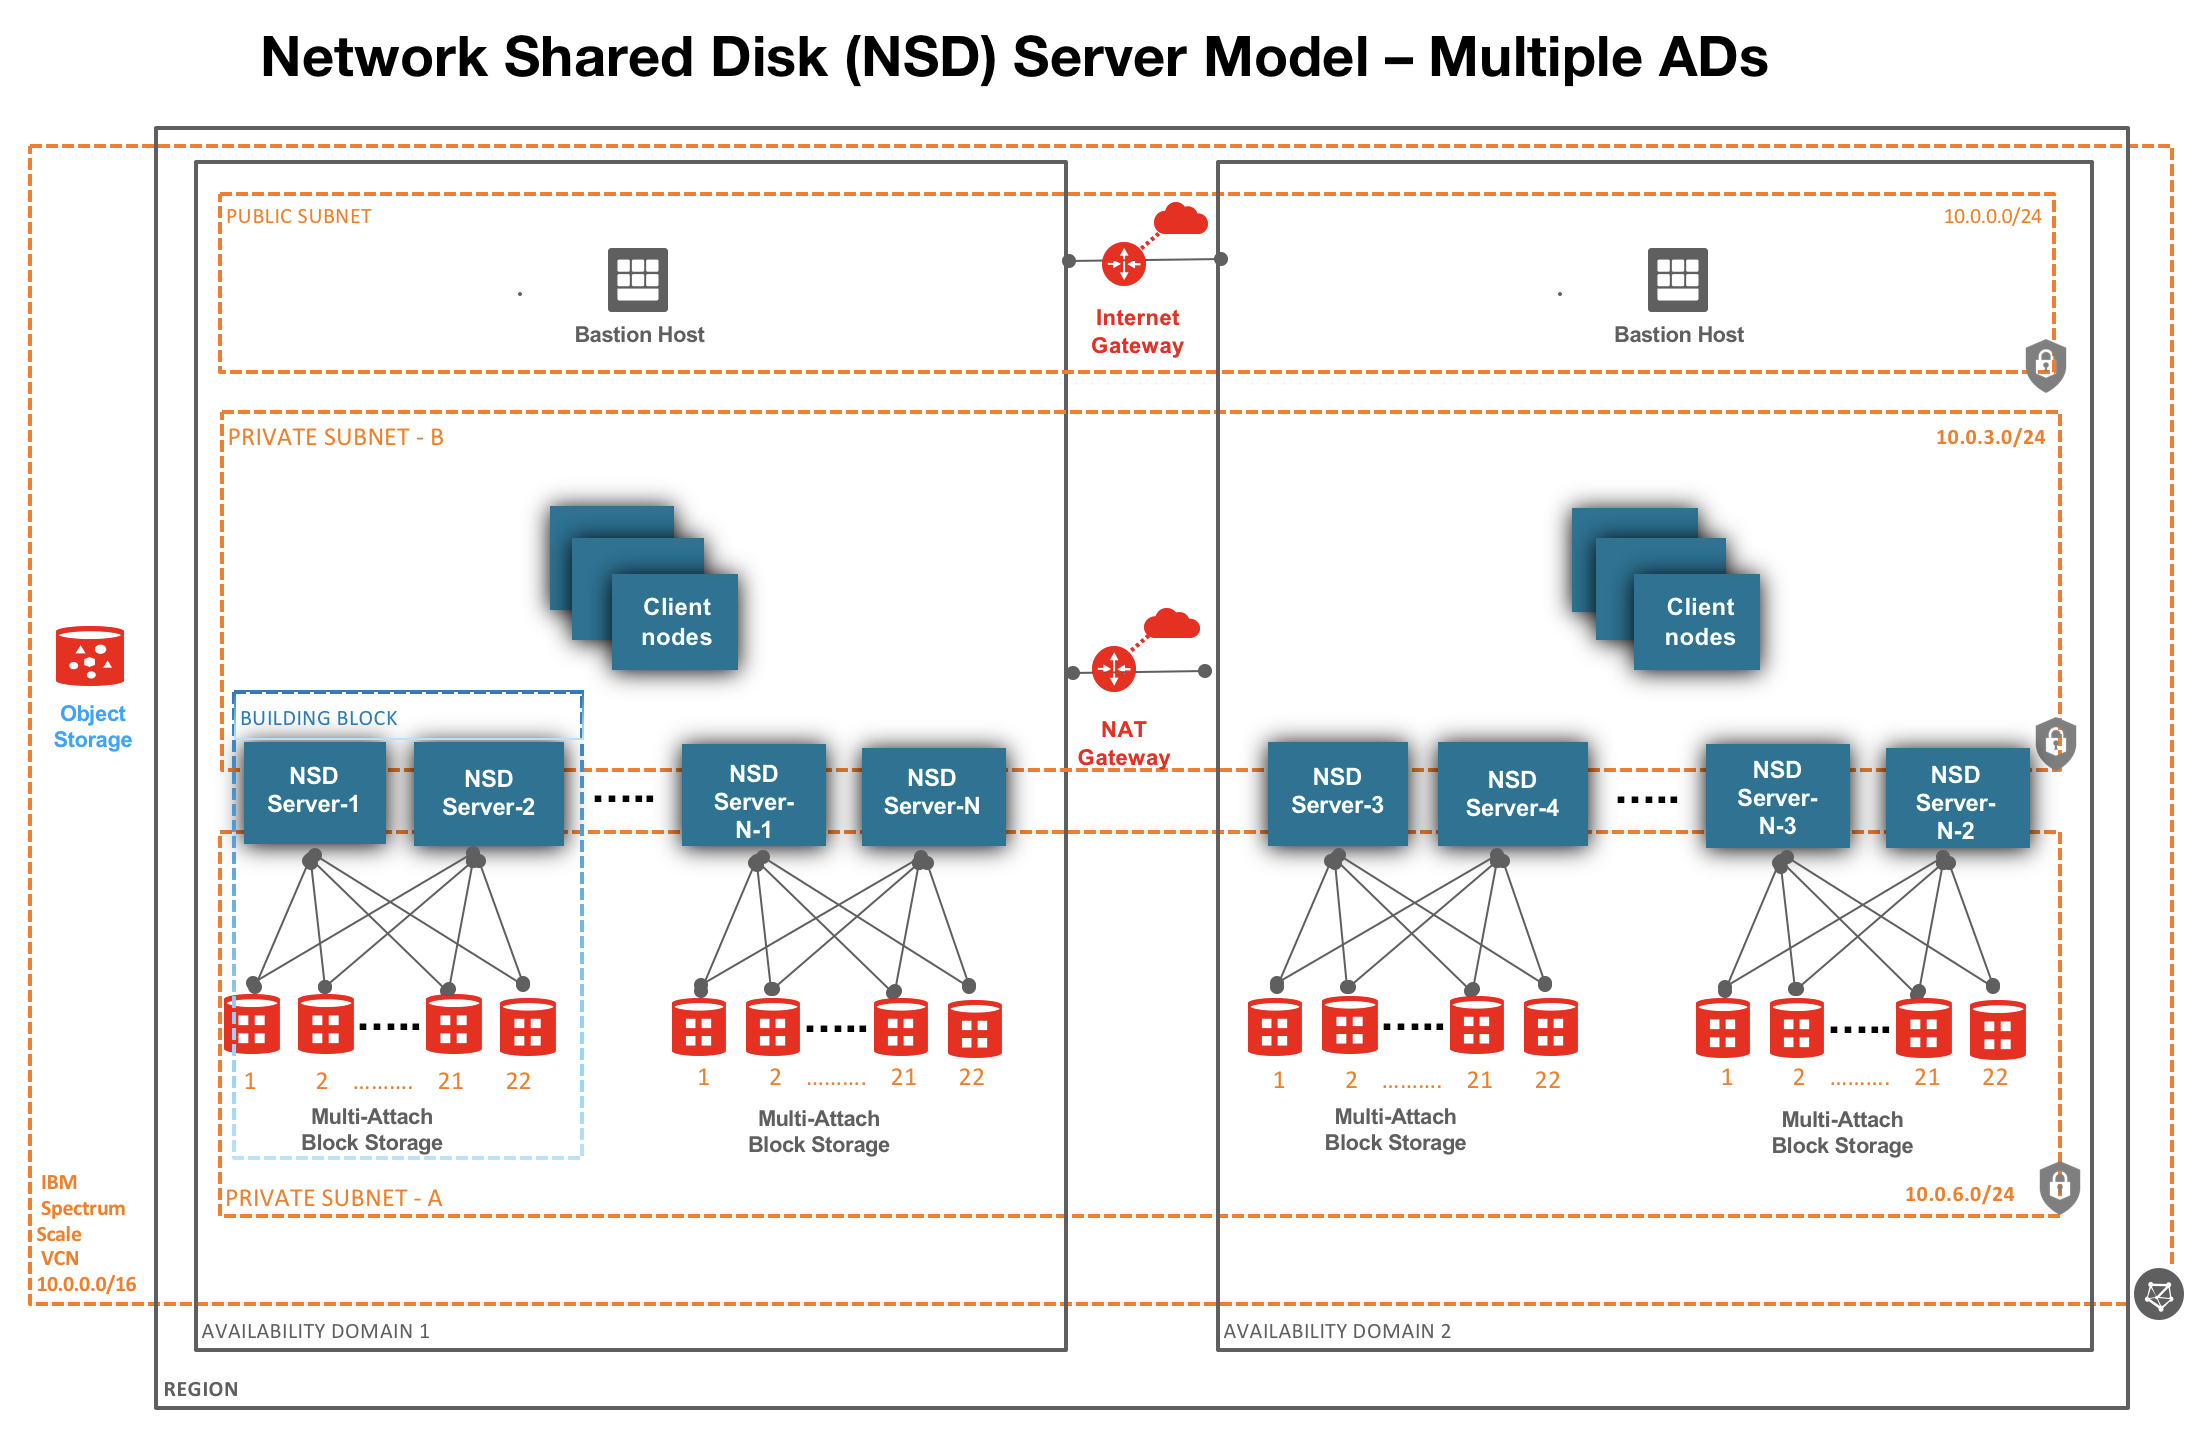 Network Shared Disk (NSD) Server Model – Multiple ADs
PUBLIC SUBNET
10.0.0.0/24
Bastion Host
Internet
Gateway
Bastion Host
PRIVATE SUBNET - B
10.0.3.0/24
Client
nodes
Client
nodes
Object
Storage
NAT
Gateway
BUILDING BLOCK
NSD
Server-1
NSD
Server-2
.....
NSD
Server-
N-1
NSD
Server-N
NSD
Server-3
NSD
Server-4
.....
NSD
Server-
N-3
NSD
Server-
N-2
.....
.....
.....
.....
1 2 .......... 21 22
1 2 .......... 21 22
1 2 .......... 21 22
1 2 .......... 21 22
Multi-Attach
Block Storage
Multi-Attach
Block Storage
Multi-Attach
Block Storage
Multi-Attach
Block Storage
PRIVATE SUBNET - A
10.0.6.0/24
IBM
Spectrum
Scale
VCN
10.0.0.0/16
AVAILABILITY DOMAIN 1
AVAILABILITY DOMAIN 2
REGION